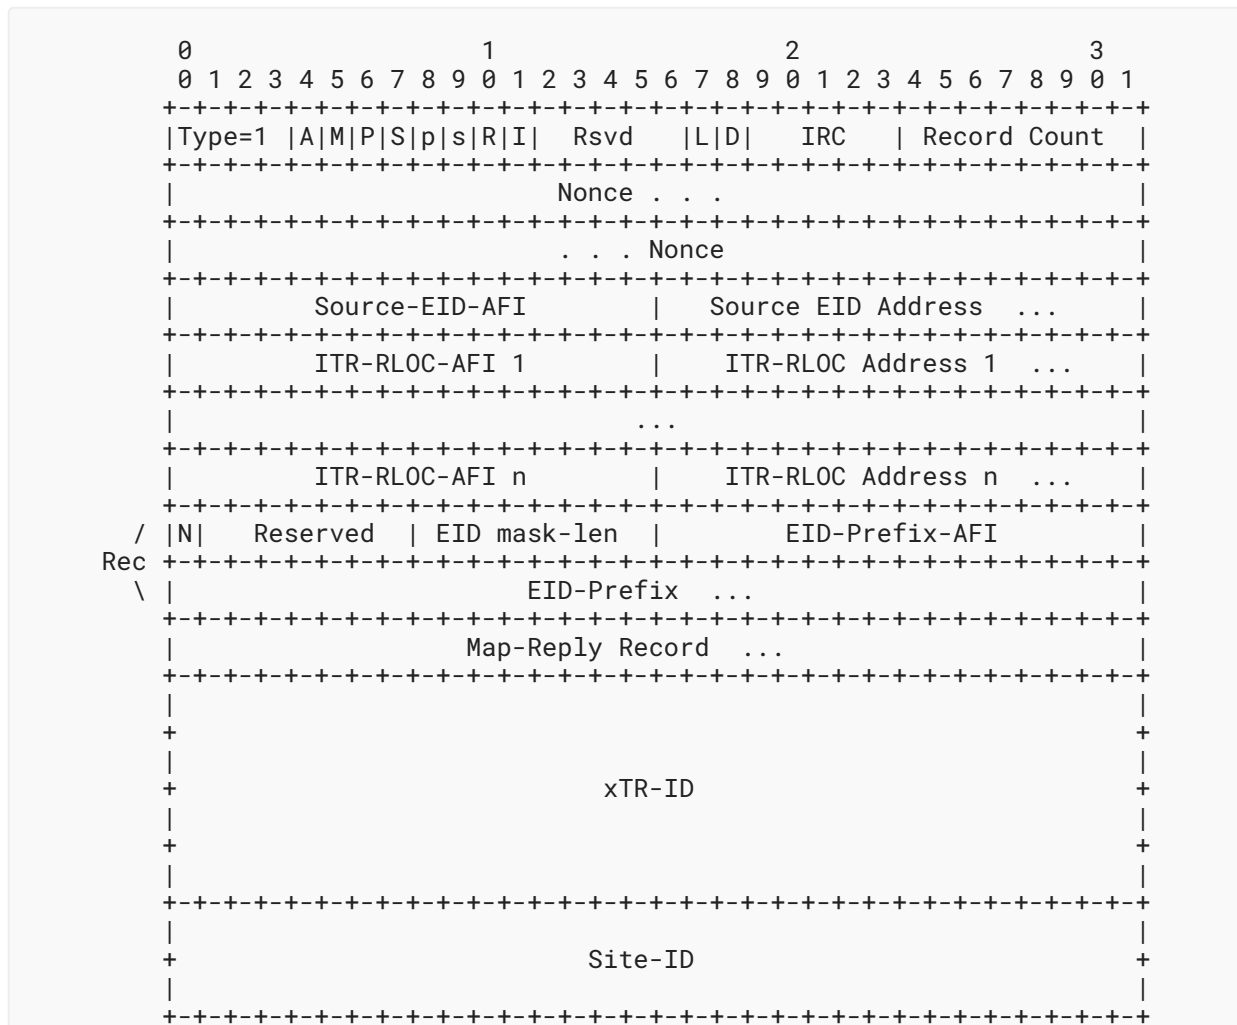 0                   1                   2                   3
 0 1 2 3 4 5 6 7 8 9 0 1 2 3 4 5 6 7 8 9 0 1 2 3 4 5 6 7 8 9 0 1
+-+-+-+-+-+-+-+-+-+-+-+-+-+-+-+-+-+-+-+-+-+-+-+-+-+-+-+-+-+-+-+-+
|Type=1 |A|M|P|S|p|s|R|I|  Rsvd   |L|D|   IRC   | Record Count  |
+-+-+-+-+-+-+-+-+-+-+-+-+-+-+-+-+-+-+-+-+-+-+-+-+-+-+-+-+-+-+-+-+
|                         Nonce . . .                           |
+-+-+-+-+-+-+-+-+-+-+-+-+-+-+-+-+-+-+-+-+-+-+-+-+-+-+-+-+-+-+-+-+
|                         . . . Nonce                           |
+-+-+-+-+-+-+-+-+-+-+-+-+-+-+-+-+-+-+-+-+-+-+-+-+-+-+-+-+-+-+-+-+
|         Source-EID-AFI        |   Source EID Address  ...     |
+-+-+-+-+-+-+-+-+-+-+-+-+-+-+-+-+-+-+-+-+-+-+-+-+-+-+-+-+-+-+-+-+
|         ITR-RLOC-AFI 1        |    ITR-RLOC Address 1  ...    |
+-+-+-+-+-+-+-+-+-+-+-+-+-+-+-+-+-+-+-+-+-+-+-+-+-+-+-+-+-+-+-+-+
|                              ...                              |
+-+-+-+-+-+-+-+-+-+-+-+-+-+-+-+-+-+-+-+-+-+-+-+-+-+-+-+-+-+-+-+-+
|         ITR-RLOC-AFI n        |    ITR-RLOC Address n  ...    |
+-+-+-+-+-+-+-+-+-+-+-+-+-+-+-+-+-+-+-+-+-+-+-+-+-+-+-+-+-+-+-+-+
/ |N|   Reserved  | EID mask-len  |        EID-Prefix-AFI         |
Rec +-+-+-+-+-+-+-+-+-+-+-+-+-+-+-+-+-+-+-+-+-+-+-+-+-+-+-+-+-+-+-+-+
\ |                       EID-Prefix  ...                         |
+-+-+-+-+-+-+-+-+-+-+-+-+-+-+-+-+-+-+-+-+-+-+-+-+-+-+-+-+-+-+-+-+
|                   Map-Reply Record  ...                       |
+-+-+-+-+-+-+-+-+-+-+-+-+-+-+-+-+-+-+-+-+-+-+-+-+-+-+-+-+-+-+-+-+
|                                                               |
+                                                               +
|                                                               |
+                            xTR-ID                             +
|                                                               |
+                                                               +
|                                                               |
+-+-+-+-+-+-+-+-+-+-+-+-+-+-+-+-+-+-+-+-+-+-+-+-+-+-+-+-+-+-+-+-+
|                                                               |
+                           Site-ID                             +
|                                                               |
+-+-+-+-+-+-+-+-+-+-+-+-+-+-+-+-+-+-+-+-+-+-+-+-+-+-+-+-+-+-+-+-+